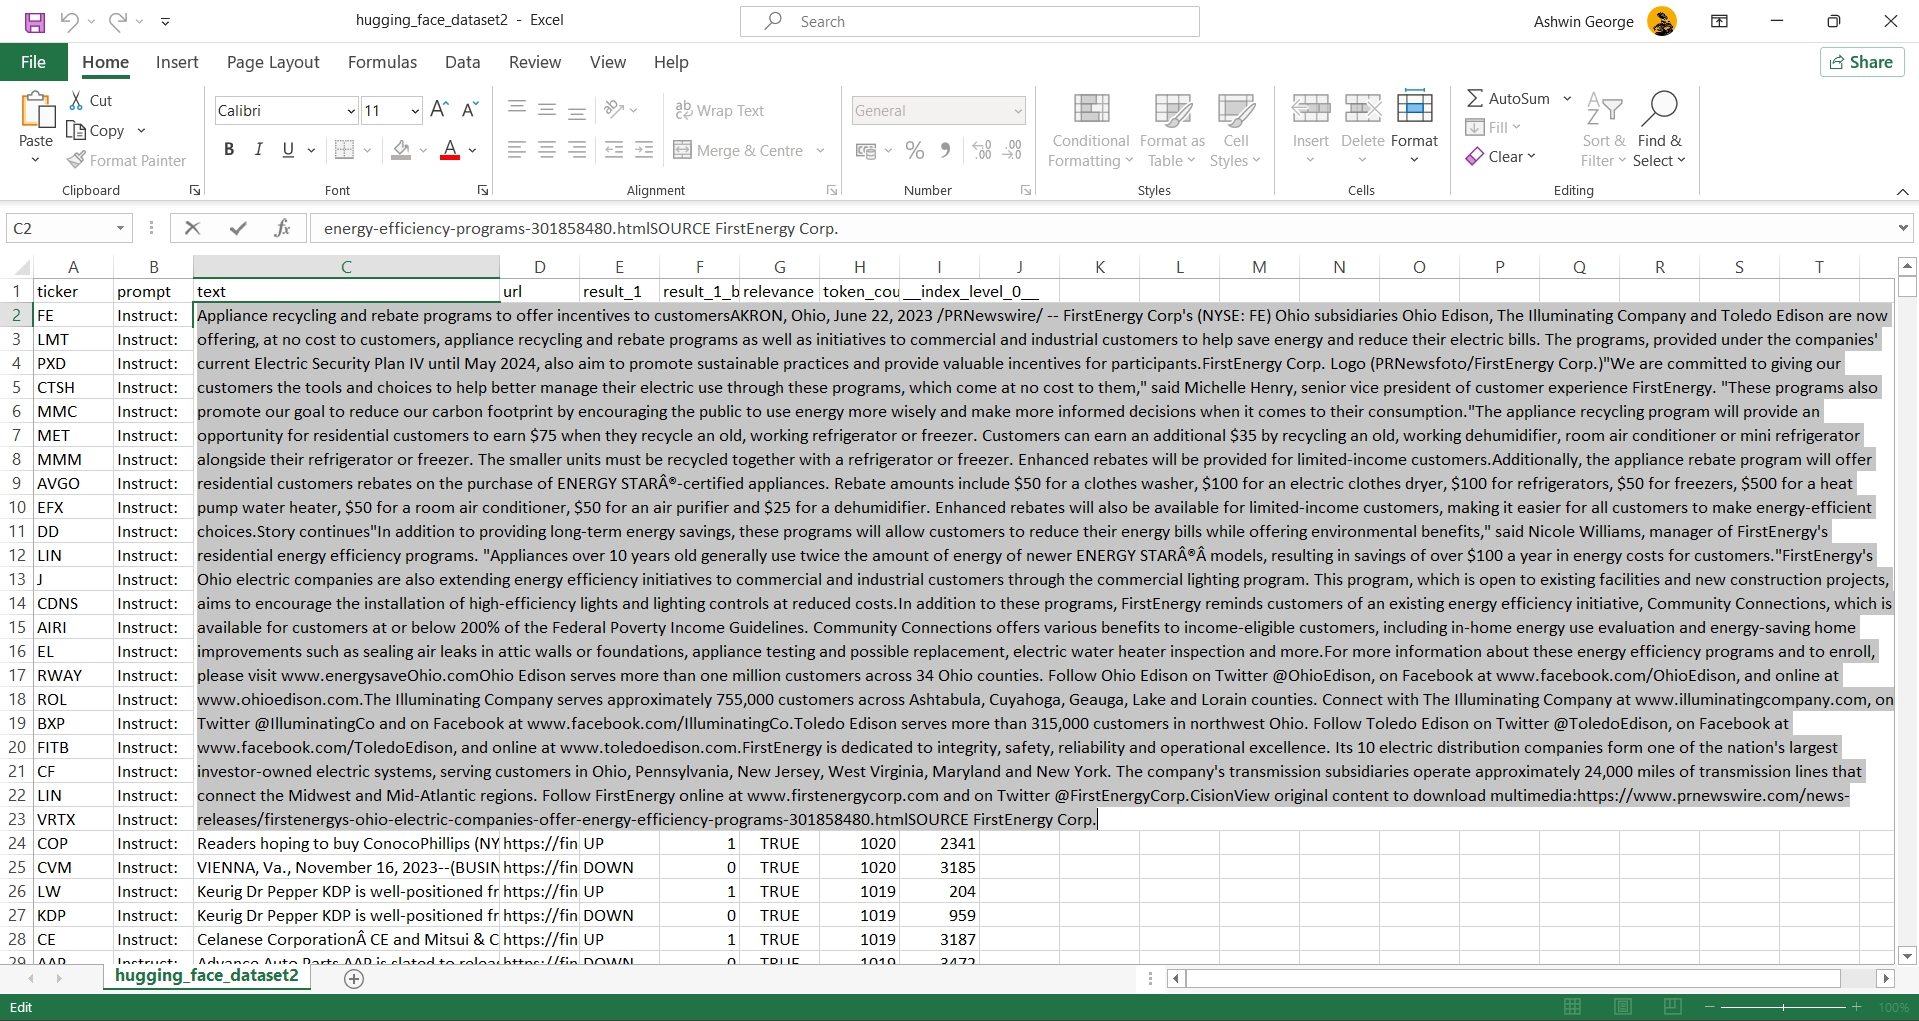 hugging_face_dataset2 - Excel
Search
Ashwin George
File Home Insert Page Layout Formulas Data Review View Help
Share
Paste
Cut
Copy
Format Painter
Clipboard
Calibri 11
B I U
Font
ab Wrap Text
Merge & Centre
Alignment
General
Number
Conditional Formatting
Format as Table
Cell Styles
Styles
Insert Delete Format
Cells
AutoSum
Fill
Clear
Sort & Filter
Find & Select
Editing
C2 fx energy-efficiency-programs-301858480.htmlSOURCE FirstEnergy Corp.
A B C D E F G H I J K L M N O P Q R S T
1 ticker prompt text url result_1 result_1_b relevance token_cou __index_level_0__
2 FE Instruct: Appliance recycling and rebate programs to offer incentives to customersAKRON, Ohio, June 22, 2023 /PRNewswire/ -- FirstEnergy Corp's (NYSE: FE) Ohio subsidiaries Ohio Edison, The Illuminating Company and Toledo Edison are now
3 LMT Instruct: offering, at no cost to customers, appliance recycling and rebate programs as well as initiatives to commercial and industrial customers to help save energy and reduce their electric bills. The programs, provided under the companies'
4 PXD Instruct: current Electric Security Plan IV until May 2024, also aim to promote sustainable practices and provide valuable incentives for participants.FirstEnergy Corp. Logo (PRNewsfoto/FirstEnergy Corp.)"We are committed to giving our
5 CTSH Instruct: customers the tools and choices to help better manage their electric use through these programs, which come at no cost to them," said Michelle Henry, senior vice president of customer experience FirstEnergy. "These programs also
6 MMC Instruct: promote our goal to reduce our carbon footprint by encouraging the public to use energy more wisely and make more informed decisions when it comes to their consumption."The appliance recycling program will provide an
7 MET Instruct: opportunity for residential customers to earn $75 when they recycle an old, working refrigerator or freezer. Customers can earn an additional $35 by recycling an old, working dehumidifier, room air conditioner or mini refrigerator
8 MMM Instruct: alongside their refrigerator or freezer. The smaller units must be recycled together with a refrigerator or freezer. Enhanced rebates will be provided for limited-income customers.Additionally, the appliance rebate program will offer
9 AVGO Instruct: residential customers rebates on the purchase of ENERGY STARÂ®-certified appliances. Rebate amounts include $50 for a clothes washer, $100 for an electric clothes dryer, $100 for refrigerators, $50 for freezers, $500 for a heat
10 EFX Instruct: pump water heater, $50 for a room air conditioner, $50 for an air purifier and $25 for a dehumidifier. Enhanced rebates will also be available for limited-income customers, making it easier for all customers to make energy-efficient
11 DD Instruct: choices.Story continues"In addition to providing long-term energy savings, these programs will allow customers to reduce their energy bills while offering environmental benefits," said Nicole Williams, manager of FirstEnergy's
12 LIN Instruct: residential energy efficiency programs. "Appliances over 10 years old generally use twice the amount of energy of newer ENERGY STARÂ®Â models, resulting in savings of over $100 a year in energy costs for customers."FirstEnergy's
13 J Instruct: Ohio electric companies are also extending energy efficiency initiatives to commercial and industrial customers through the commercial lighting program. This program, which is open to existing facilities and new construction projects,
14 CDNS Instruct: aims to encourage the installation of high-efficiency lights and lighting controls at reduced costs.In addition to these programs, FirstEnergy reminds customers of an existing energy efficiency initiative, Community Connections, which is
15 AIRI Instruct: available for customers at or below 200% of the Federal Poverty Income Guidelines. Community Connections offers various benefits to income-eligible customers, including in-home energy use evaluation and energy-saving home
16 EL Instruct: improvements such as sealing air leaks in attic walls or foundations, appliance testing and possible replacement, electric water heater inspection and more.For more information about these energy efficiency programs and to enroll,
17 RWAY Instruct: please visit www.energysaveOhio.comOhio Edison serves more than one million customers across 34 Ohio counties. Follow Ohio Edison on Twitter @OhioEdison, on Facebook at www.facebook.com/OhioEdison, and online at
18 ROL Instruct: www.ohioedison.com.The Illuminating Company serves approximately 755,000 customers across Ashtabula, Cuyahoga, Geauga, Lake and Lorain counties. Connect with The Illuminating Company at www.illuminatingcompany.com, on
19 BXP Instruct: Twitter @IlluminatingCo and on Facebook at www.facebook.com/IlluminatingCo.Toledo Edison serves more than 315,000 customers in northwest Ohio. Follow Toledo Edison on Twitter @ToledoEdison, on Facebook at
20 FITB Instruct: www.facebook.com/ToledoEdison, and online at www.toledoedison.com.FirstEnergy is dedicated to integrity, safety, reliability and operational excellence. Its 10 electric distribution companies form one of the nation's largest
21 CF Instruct: investor-owned electric systems, serving customers in Ohio, Pennsylvania, New Jersey, West Virginia, Maryland and New York. The company's transmission subsidiaries operate approximately 24,000 miles of transmission lines that
22 LIN Instruct: connect the Midwest and Mid-Atlantic regions. Follow FirstEnergy online at www.firstenergycorp.com and on Twitter @FirstEnergyCorp.CisionView original content to download multimedia:https://www.prnewswire.com/news-
23 VRTX Instruct: releases/firstenergys-ohio-electric-companies-offer-energy-efficiency-programs-301858480.htmlSOURCE FirstEnergy Corp.
24 COP Instruct: Readers hoping to buy ConocoPhillips (NY https://fin UP 1 TRUE 1020 2341
25 CVM Instruct: VIENNA, Va., November 16, 2023--(BUSIN https://fin DOWN 0 TRUE 1020 3185
26 LW Instruct: Keurig Dr Pepper KDP is well-positioned fr https://fin UP 1 TRUE 1019 204
27 KDP Instruct: Keurig Dr Pepper KDP is well-positioned fr https://fin DOWN 0 TRUE 1019 959
28 CE Instruct: Celanese CorporationÂ CE and Mitsui & C https://fin UP 1 TRUE 1019 3187
29 AAP Instruct: Advance Auto Parts AAP is slated to releas https://fin DOWN 0 TRUE 1019 3472
hugging_face_dataset2
Edit
100%